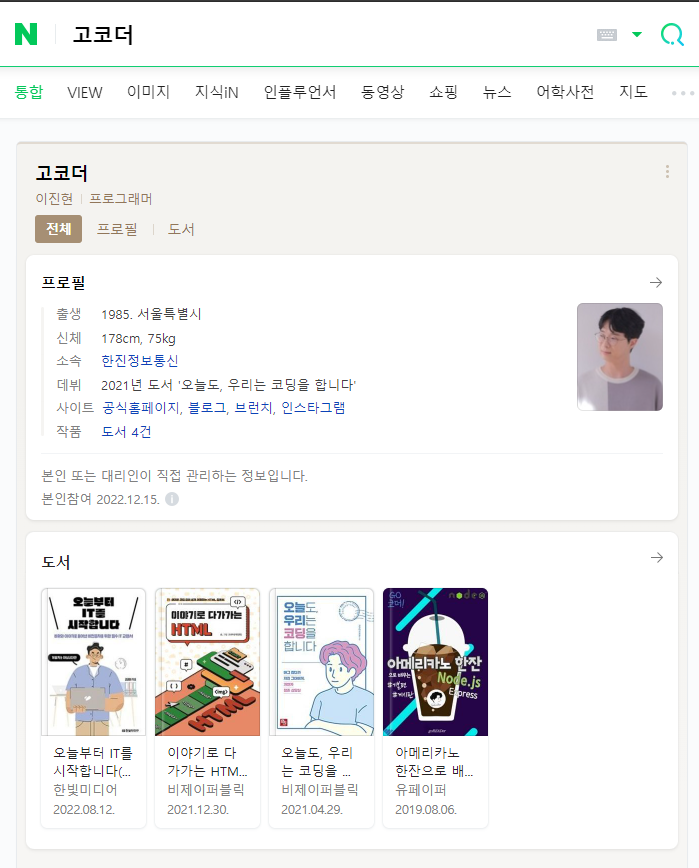 N 고코더
통합 VIEW 이미지 지식iN 인플루언서 동영상 쇼핑 뉴스 어학사전 지도
고코더
이진현 프로그래머
전체 프로필 도서
프로필
출생 1985. 서울특별시
신체 178cm, 75kg
소속 한진정보통신
데뷔 2021년 도서 '오늘도, 우리는 코딩을 합니다'
사이트 공식홈페이지, 블로그, 브런치, 인스타그램
작품 도서 4건
본인 또는 대리인이 직접 관리하는 정보입니다.
본인참여 2022.12.15.
도서
오늘부터
IT를
시작합니다
이야기로 다가가는
HTML
</>
#
{ }
<img>
HTML
오늘도,
우리는
코딩을
합니다
GO
코더!
node
아메리카노 한잔
으로 배우는
Node.js
Express
오늘부터 IT를
시작합니다(...
한빛미디어
2022.08.12.
이야기로 다
가가는 HTM...
비제이퍼블릭
2021.12.30.
오늘도, 우리
는 코딩을 ...
비제이퍼블릭
2021.04.29.
아메리카노
한잔으로 배...
유페이퍼
2019.08.06.